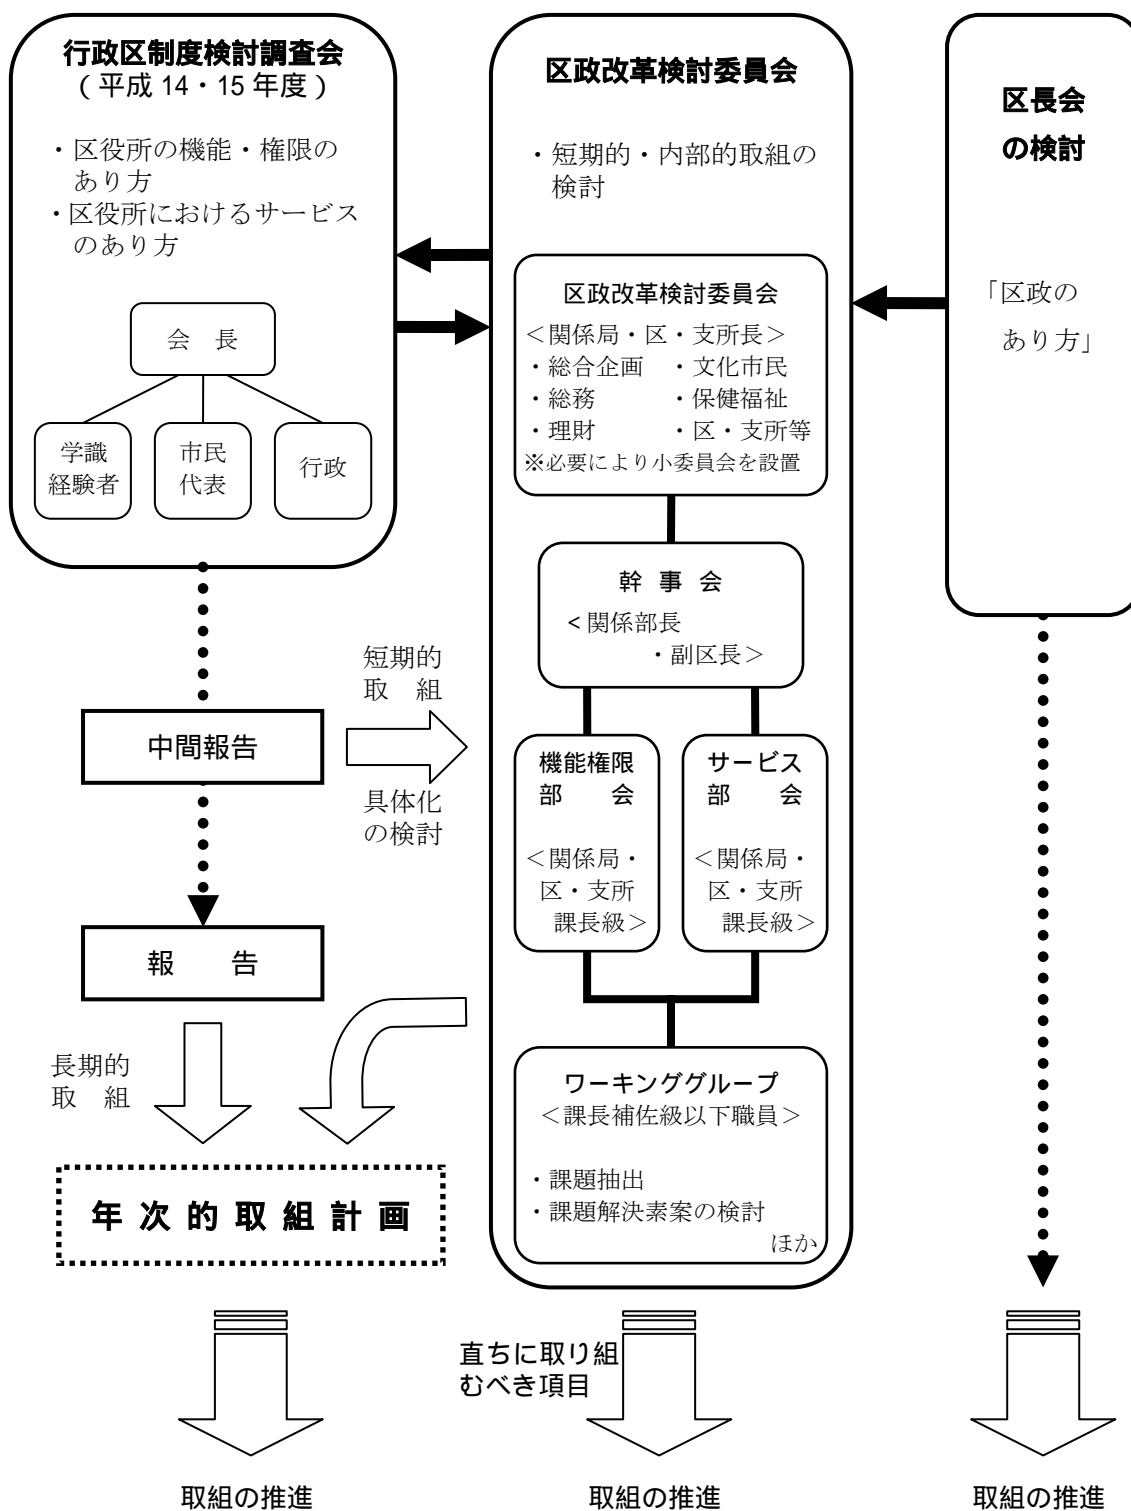 行政区制度検討調査会
（平成 14・15 年度）
・区役所の機能・権限の
あり方
・区役所におけるサービス
のあり方
会　長
学識
経験者
市民
代表
行政
中間報告
短期的
取　組
具体化
の検討
報　　告
長期的
取　組
年次的取組計画
取組の推進
区政改革検討委員会
・短期的・内部的取組の
検討
区政改革検討委員会
＜関係局・区・支所長＞
・総合企画　・文化市民
・総務　　　・保健福祉
・理財　　　・区・支所等
※必要により小委員会を設置
幹　事　会
＜関係部長
・副区長＞
機能権限
部　　会
＜関係局・
区・支所
課長級＞
サービス
部　　会
＜関係局・
区・支所
課長級＞
ワーキンググループ
＜課長補佐級以下職員＞
・課題抽出
・課題解決素案の検討
ほか
直ちに取り組
むべき項目
取組の推進
区長会
の検討
「区政の
あり方」
取組の推進